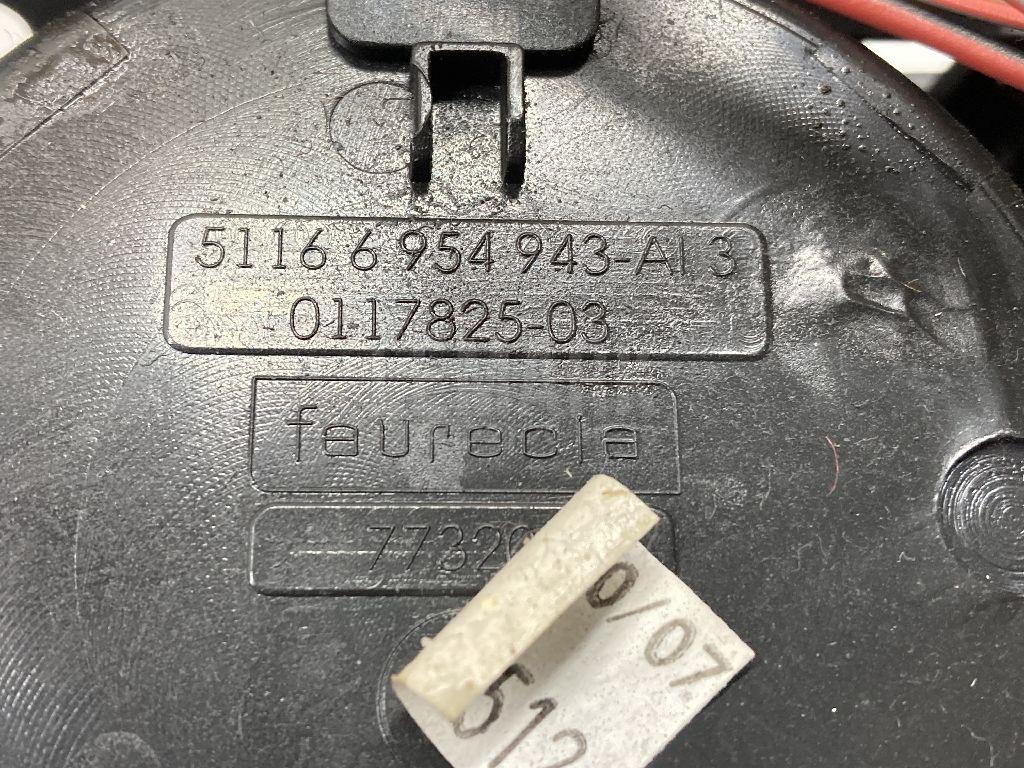 5116 6 954 943-AI 3
0117825-03
faurecia
0/07